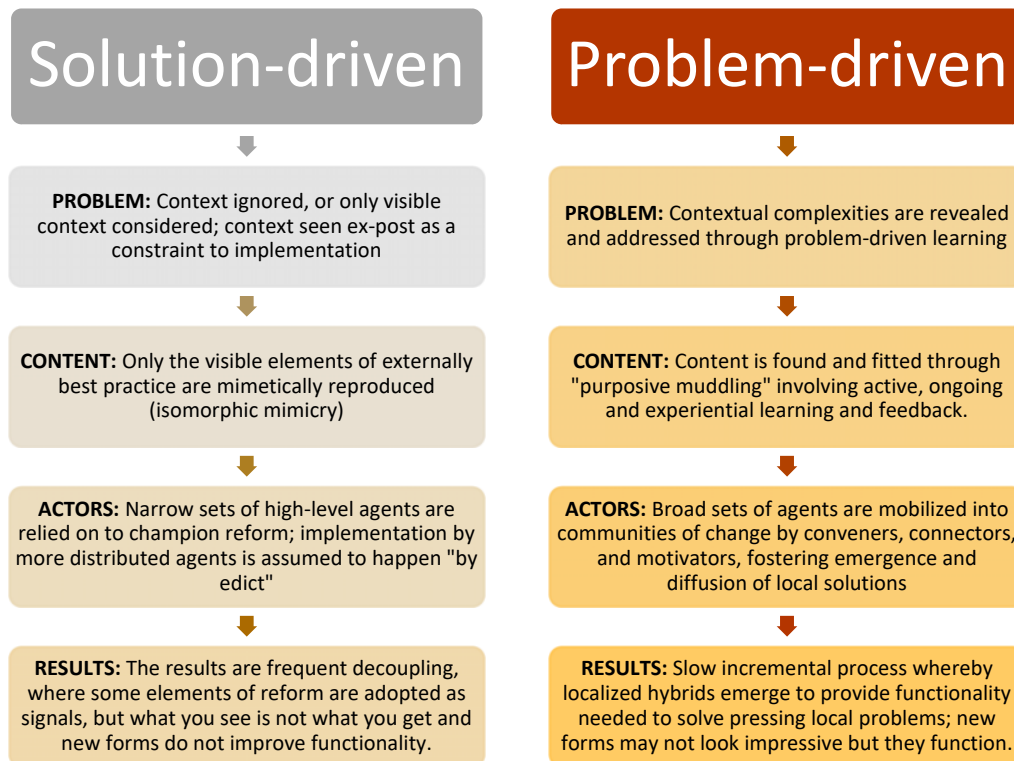 Solution-driven
PROBLEM: Context ignored, or only visible
context considered; context seen ex-post as a
constraint to implementation
CONTENT: Only the visible elements of externally
best practice are mimetically reproduced
(isomorphic mimicry)
ACTORS: Narrow sets of high-level agents are
relied on to champion reform; implementation by
more distributed agents is assumed to happen "by
edict"
RESULTS: The results are frequent decoupling,
where some elements of reform are adopted as
signals, but what you see is not what you get and
new forms do not improve functionality.
Problem-driven
PROBLEM: Contextual complexities are revealed
and addressed through problem-driven learning
CONTENT: Content is found and fitted through
"purposive muddling" involving active, ongoing
and experiential learning and feedback.
ACTORS: Broad sets of agents are mobilized into
communities of change by conveners, connectors,
and motivators, fostering emergence and
diffusion of local solutions
RESULTS: Slow incremental process whereby
localized hybrids emerge to provide functionality
needed to solve pressing local problems; new
forms may not look impressive but they function.